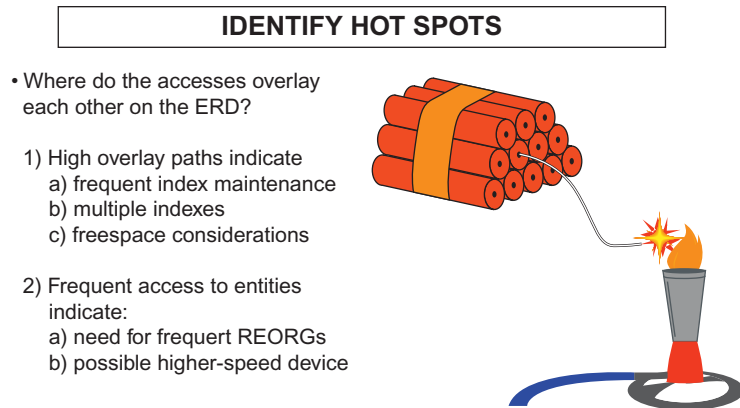 IDENTIFY HOT SPOTS
• Where do the accesses overlay
each other on the ERD?
1) High overlay paths indicate
a) frequent index maintenance
b) multiple indexes
c) freespace considerations
2) Frequent access to entities
indicate:
a) need for frequert REORGs
b) possible higher-speed device